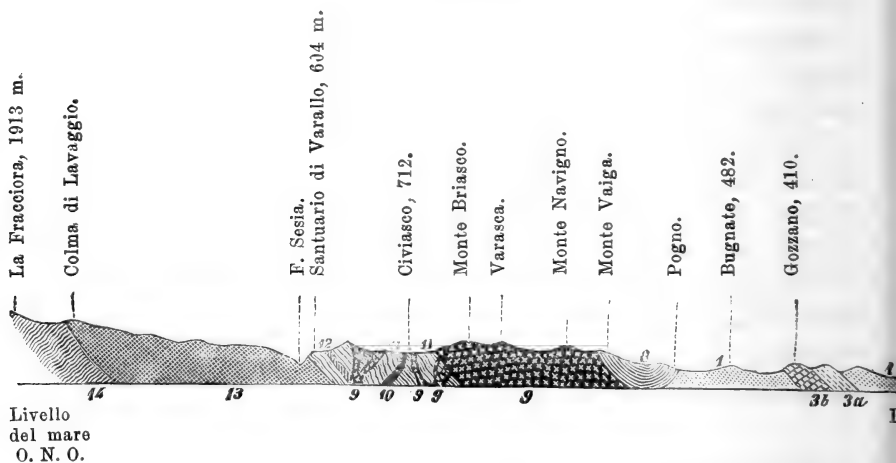 La Fracciora, 1913 m.
Colma di Lavaggio.
F. Sesia.
Santuario di Varallo, 604 m.
Civiasco, 712.
Monte Briasco.
Varasca.
Monte Navigno.
Monte Vaiga.
Pogno.
Bugnate, 482.
Gozzano, 410.
12 11 1 1
14 13 9 10 9 9 9 3b 3a
Livello
del mare
O. N. O.